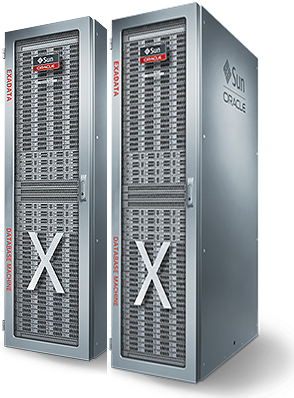 Sun
ORACLE
EXADATA
DATABASE MACHINE
X
Sun
ORACLE
EXADATA
DATABASE MACHINE
X
Sun
ORACLE